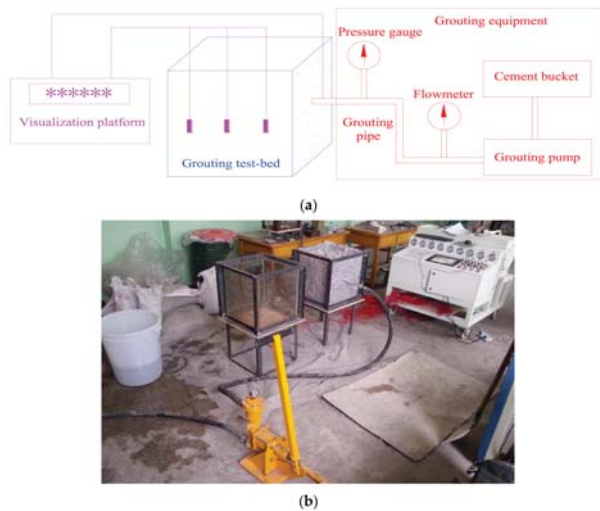 Grouting equipment
Pressure gauge
Cement bucket
Flowmeter
******
Visualization platform
Grouting
pipe
Grouting test-bed
Grouting pump
(a)
(b)